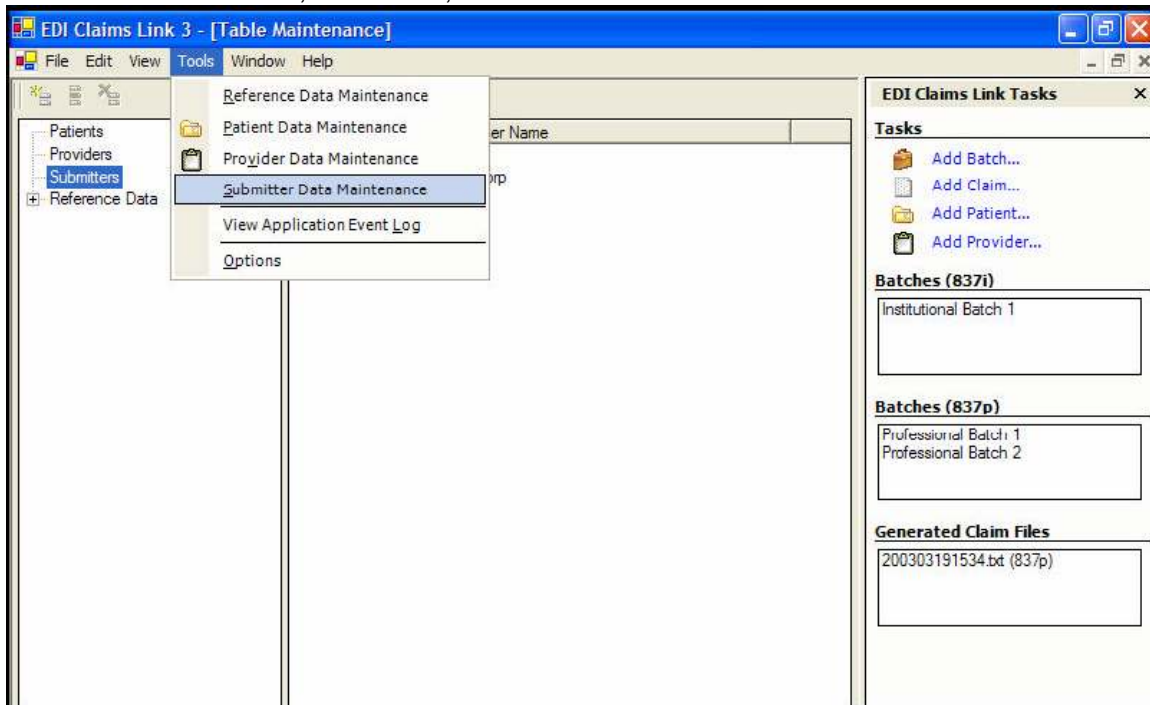 EDI Claims Link 3 - [Table Maintenance]
File Edit View Tools Window Help
Reference Data Maintenance
Patient Data Maintenance
Provider Data Maintenance
Submitter Data Maintenance
View Application Event Log
Options
Patients
Providers
Submitters
Reference Data
er Name
orp
EDI Claims Link Tasks
Tasks
Add Batch...
Add Claim...
Add Patient...
Add Provider...
Batches (837i)
Institutional Batch 1
Batches (837p)
Professional Batch 1
Professional Batch 2
Generated Claim Files
200303191534.txt (837p)